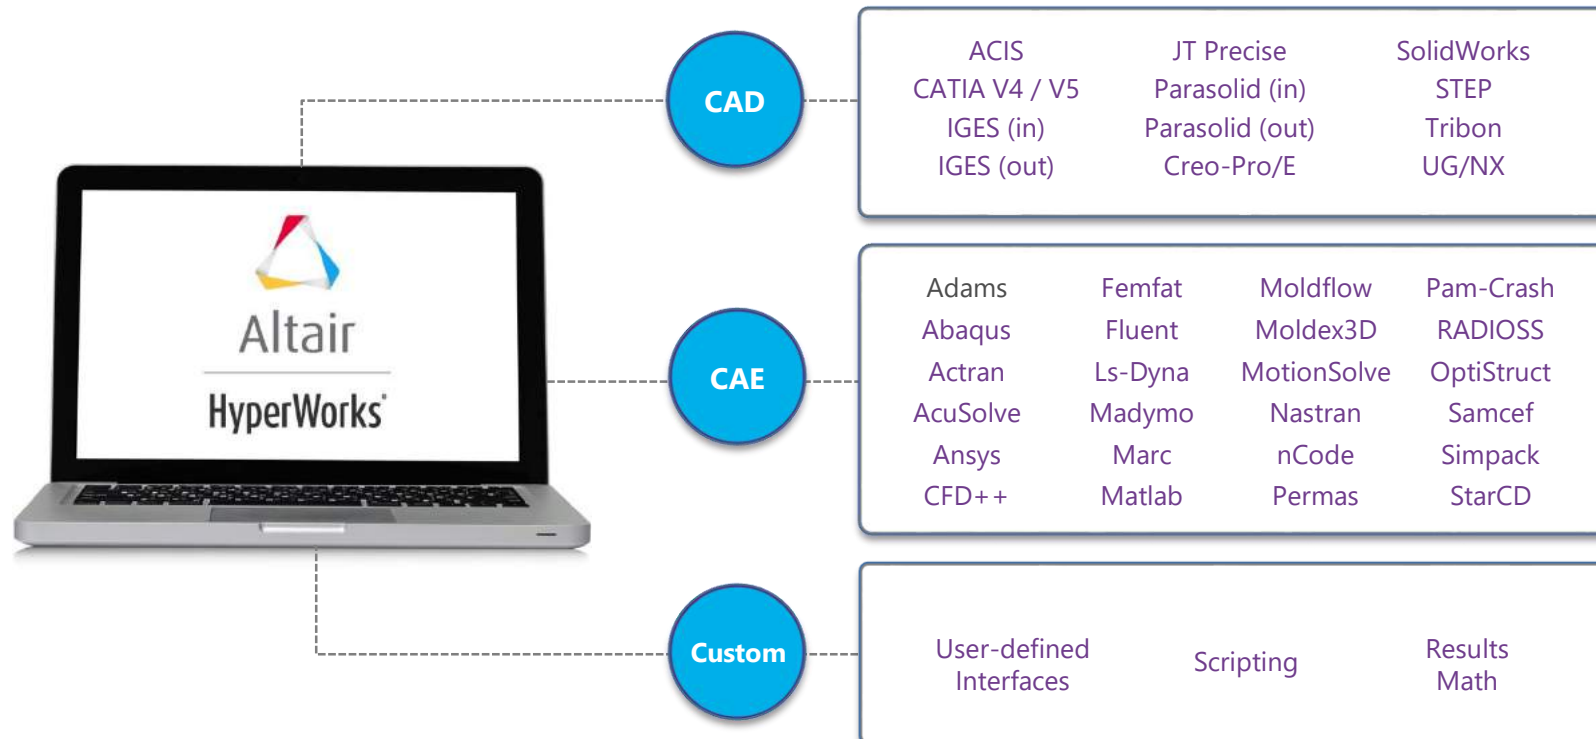 Altair
HyperWorks
CAD
ACIS JT Precise SolidWorks
CATIA V4 / V5 Parasolid (in) STEP
IGES (in) Parasolid (out) Tribon
IGES (out) Creo-Pro/E UG/NX
CAE
Adams Femfat Moldflow Pam-Crash
Abaqus Fluent Moldex3D RADIOSS
Actran Ls-Dyna MotionSolve OptiStruct
AcuSolve Madymo Nastran Samcef
Ansys Marc nCode Simpack
CFD++ Matlab Permas StarCD
Custom
User-defined
Interfaces
Scripting
Results
Math